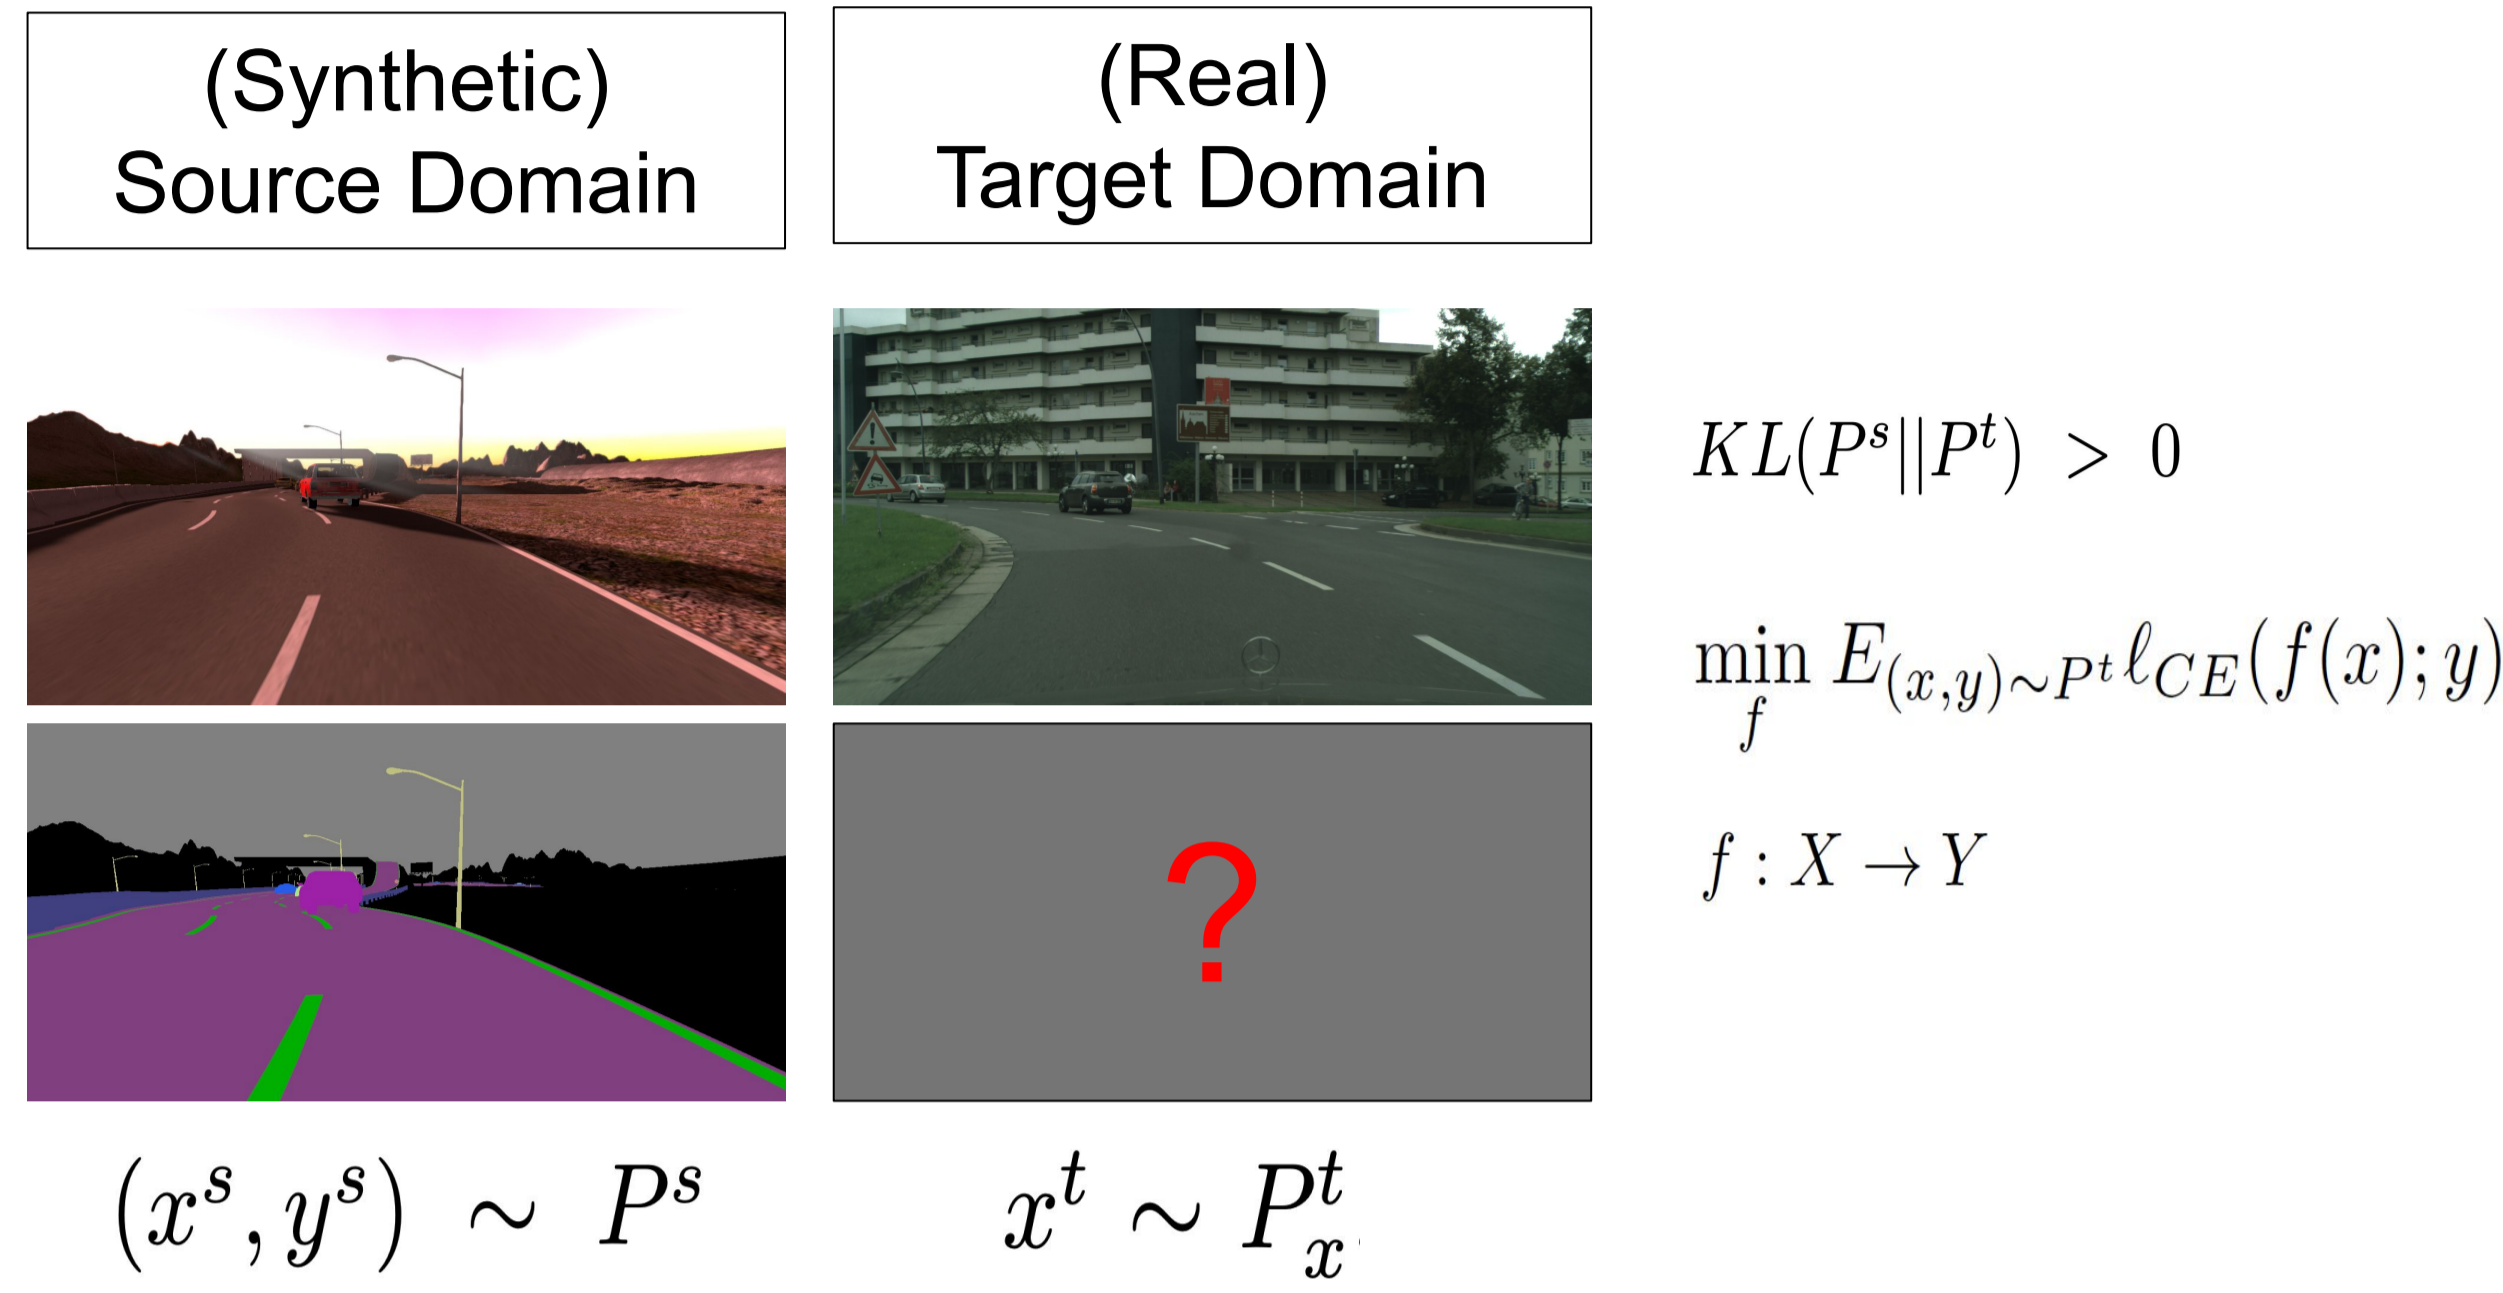 (Synthetic)
Source Domain
(Real)
Target Domain
KL(P^s||P^t) > 0
min_f E_{(x,y)∼P^t} ℓ_{CE}(f(x); y)
f : X → Y
?
(x^s, y^s) ∼ P^s
x^t ∼ P^t_x